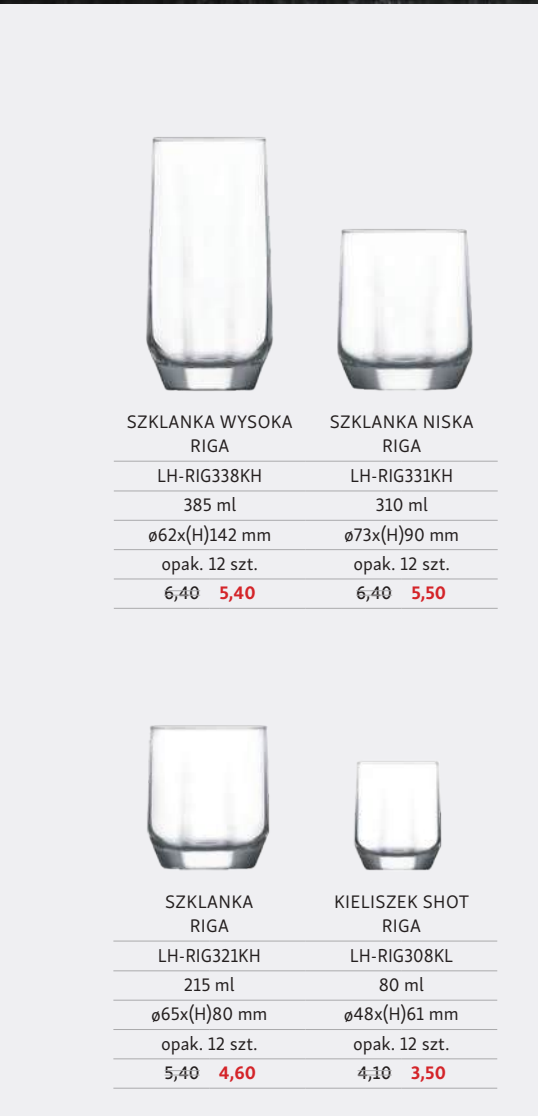 SZKLANKA WYSOKA
RIGA
LH-RIG338KH
385 ml
ø62x(H)142 mm
opak. 12 szt.
6,40 5,40
SZKLANKA NISKA
RIGA
LH-RIG331KH
310 ml
ø73x(H)90 mm
opak. 12 szt.
6,40 5,50
SZKLANKA
RIGA
LH-RIG321KH
215 ml
ø65x(H)80 mm
opak. 12 szt.
5,40 4,60
KIELISZEK SHOT
RIGA
LH-RIG308KL
80 ml
ø48x(H)61 mm
opak. 12 szt.
4,10 3,50